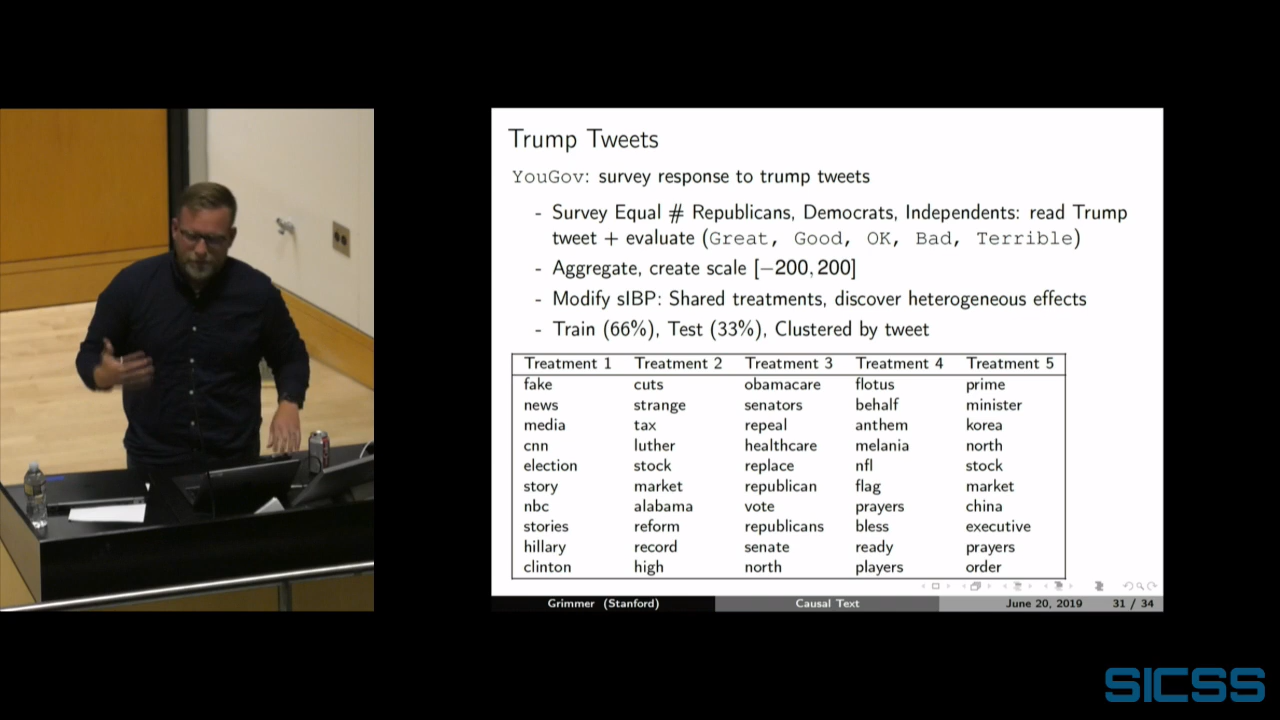 Trump Tweets
YouGov: survey response to trump tweets
- Survey Equal # Republicans, Democrats, Independents: read Trump
tweet + evaluate (Great, Good, OK, Bad, Terrible)
- Aggregate, create scale [−200, 200]
- Modify sIBP: Shared treatments, discover heterogeneous effects
- Train (66%), Test (33%), Clustered by tweet
Treatment 1 Treatment 2 Treatment 3 Treatment 4 Treatment 5
fake cuts obamacare flotus prime
news strange senators behalf minister
media tax repeal anthem korea
cnn luther healthcare melania north
election stock replace nfl stock
story market republican flag market
nbc alabama vote prayers china
stories reform republicans bless executive
hillary record senate ready prayers
clinton high north players order
Grimmer (Stanford) Causal Text June 20, 2019 31 / 34
SICSS